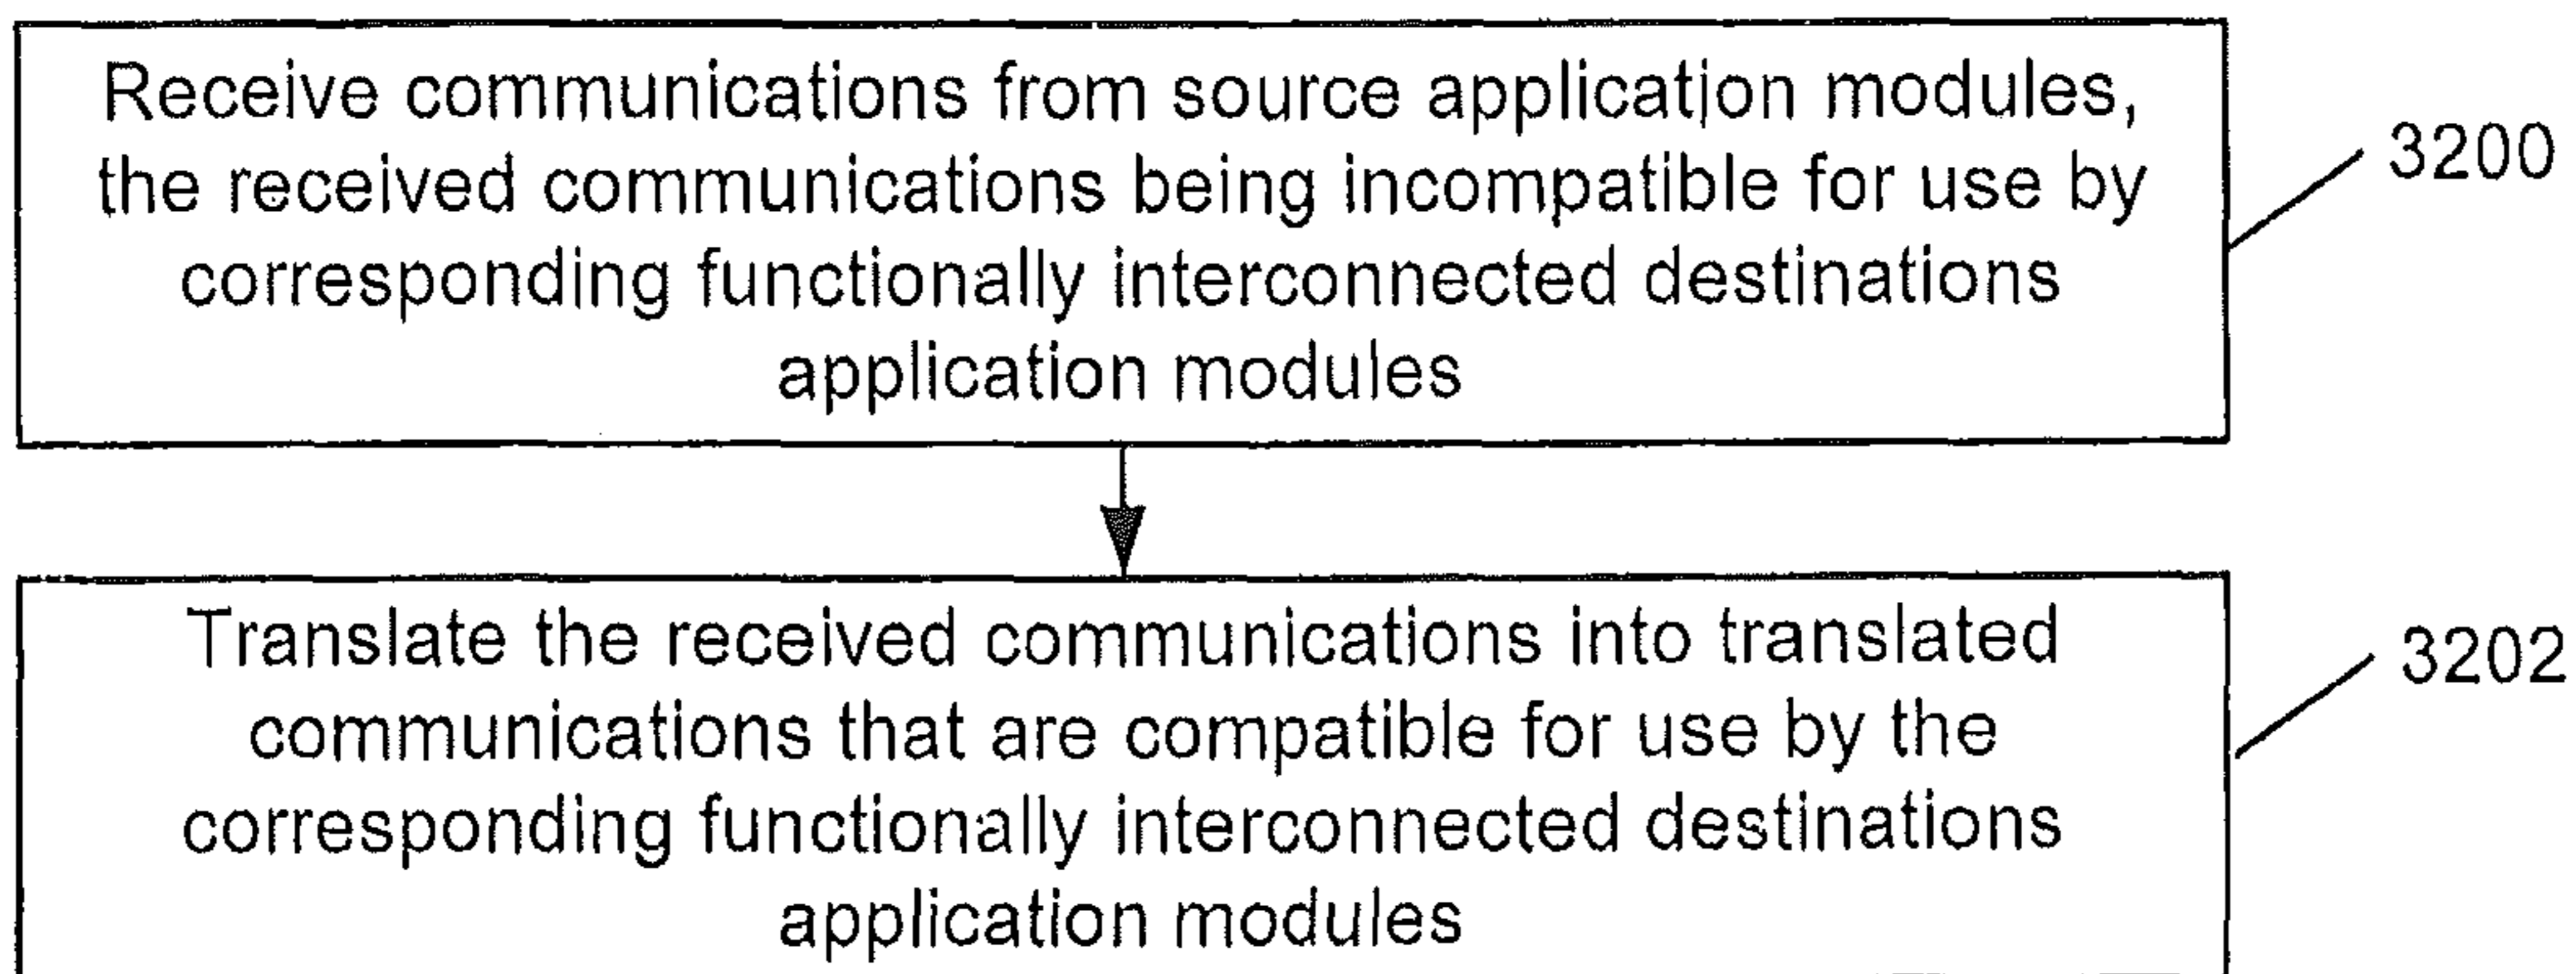 Receive communications from source application modules,
the received communications being incompatible for use by
corresponding functionally interconnected destinations
application modules
3200
Translate the received communications into translated
communications that are compatible for use by the
corresponding functionally interconnected destinations
application modules
3202